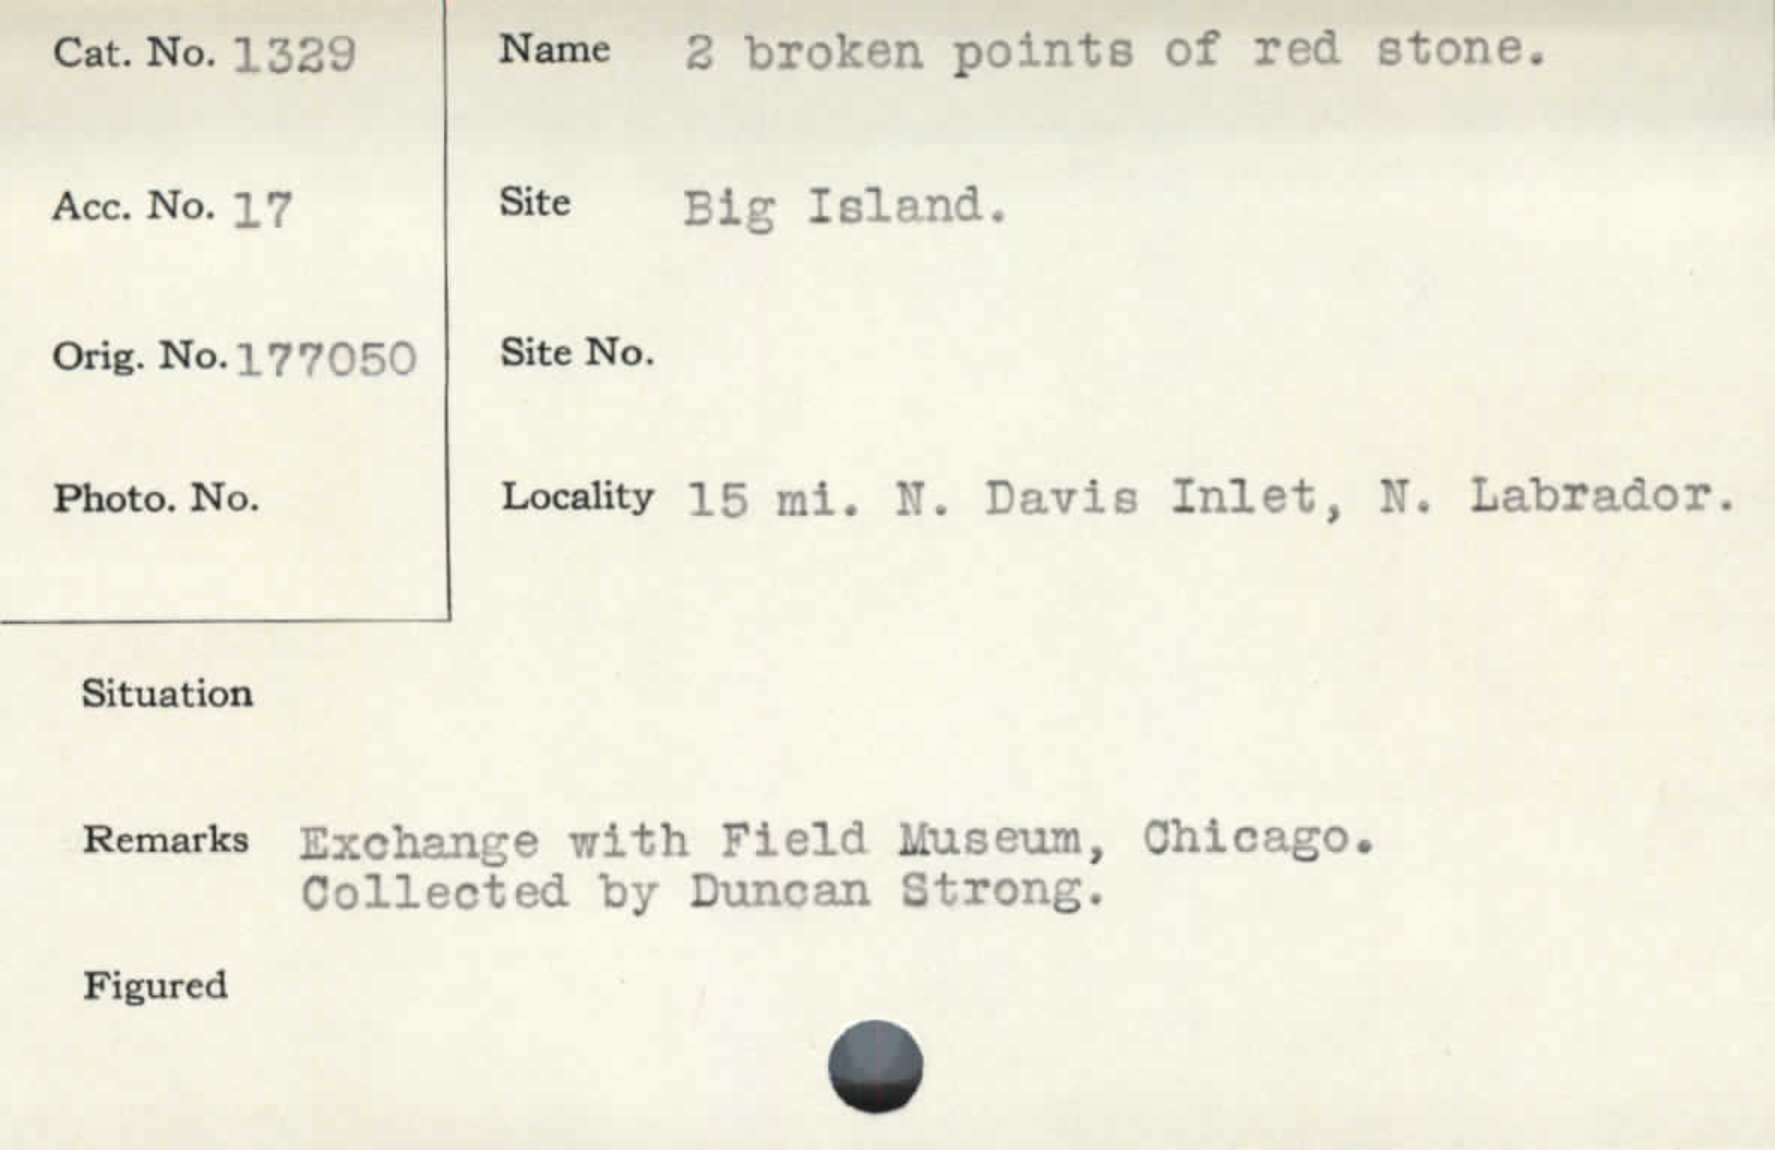 Cat. No. 1329
Acc. No. 17
Orig. No. 177050
Photo. No.
Name 2 broken points of red stone.
Site Big Island.
Site No.
Locality 15 mi. N. Davis Inlet, N. Labrador.
Situation
Remarks Exchange with Field Museum, Chicago.
Collected by Duncan Strong.
Figured